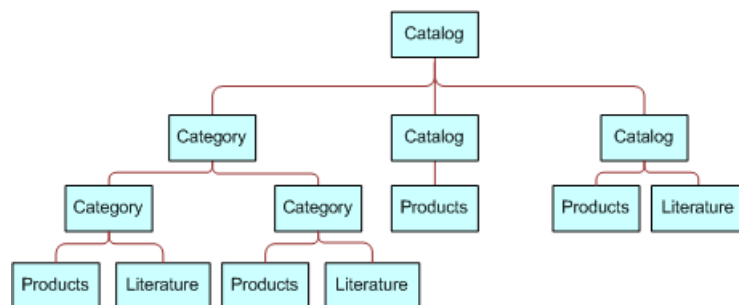 Catalog
Category
Catalog
Catalog
Category
Category
Products
Products
Literature
Products
Literature
Products
Literature